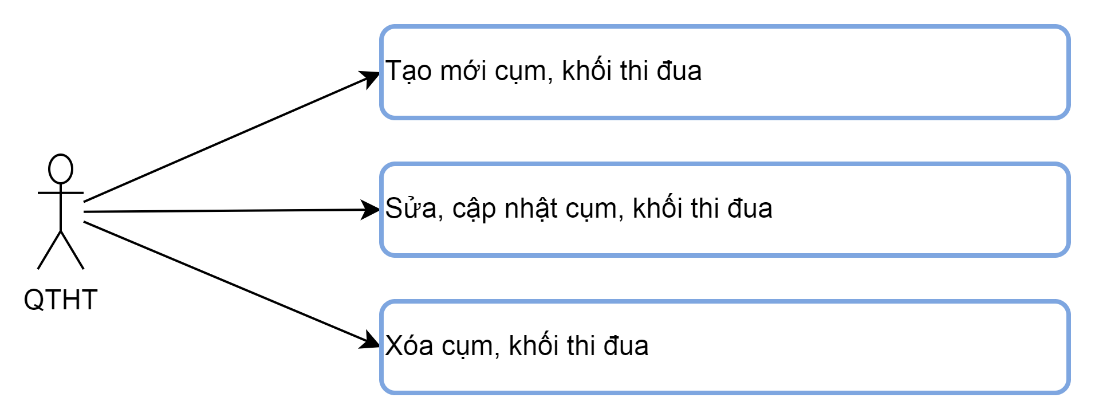 Tạo mới cụm, khối thi đua
Sửa, cập nhật cụm, khối thi đua
QTHT
Xóa cụm, khối thi đua